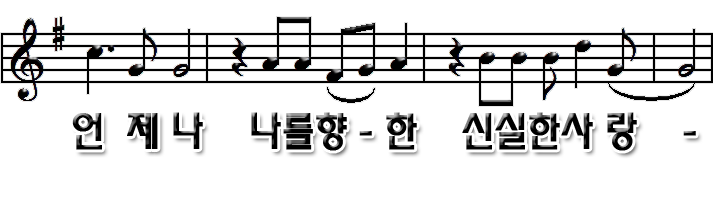 언 제 나 나를향 - 한 신실한사 랑 -